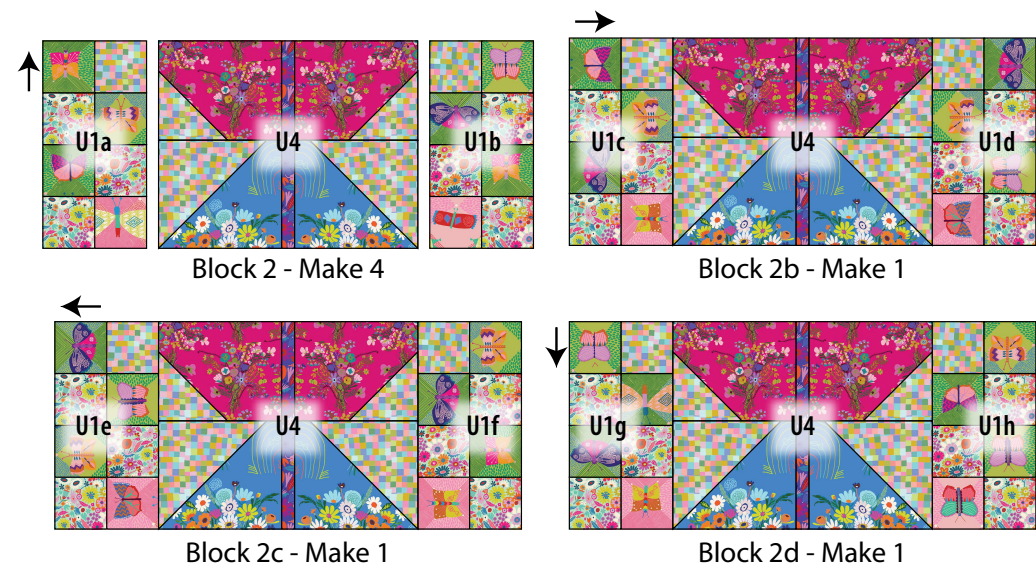 U1a
U4
U1b
Block 2 - Make 4
U1c
U4
U1d
Block 2b - Make 1
U1e
U4
U1f
Block 2c - Make 1
U1g
U4
U1h
Block 2d - Make 1